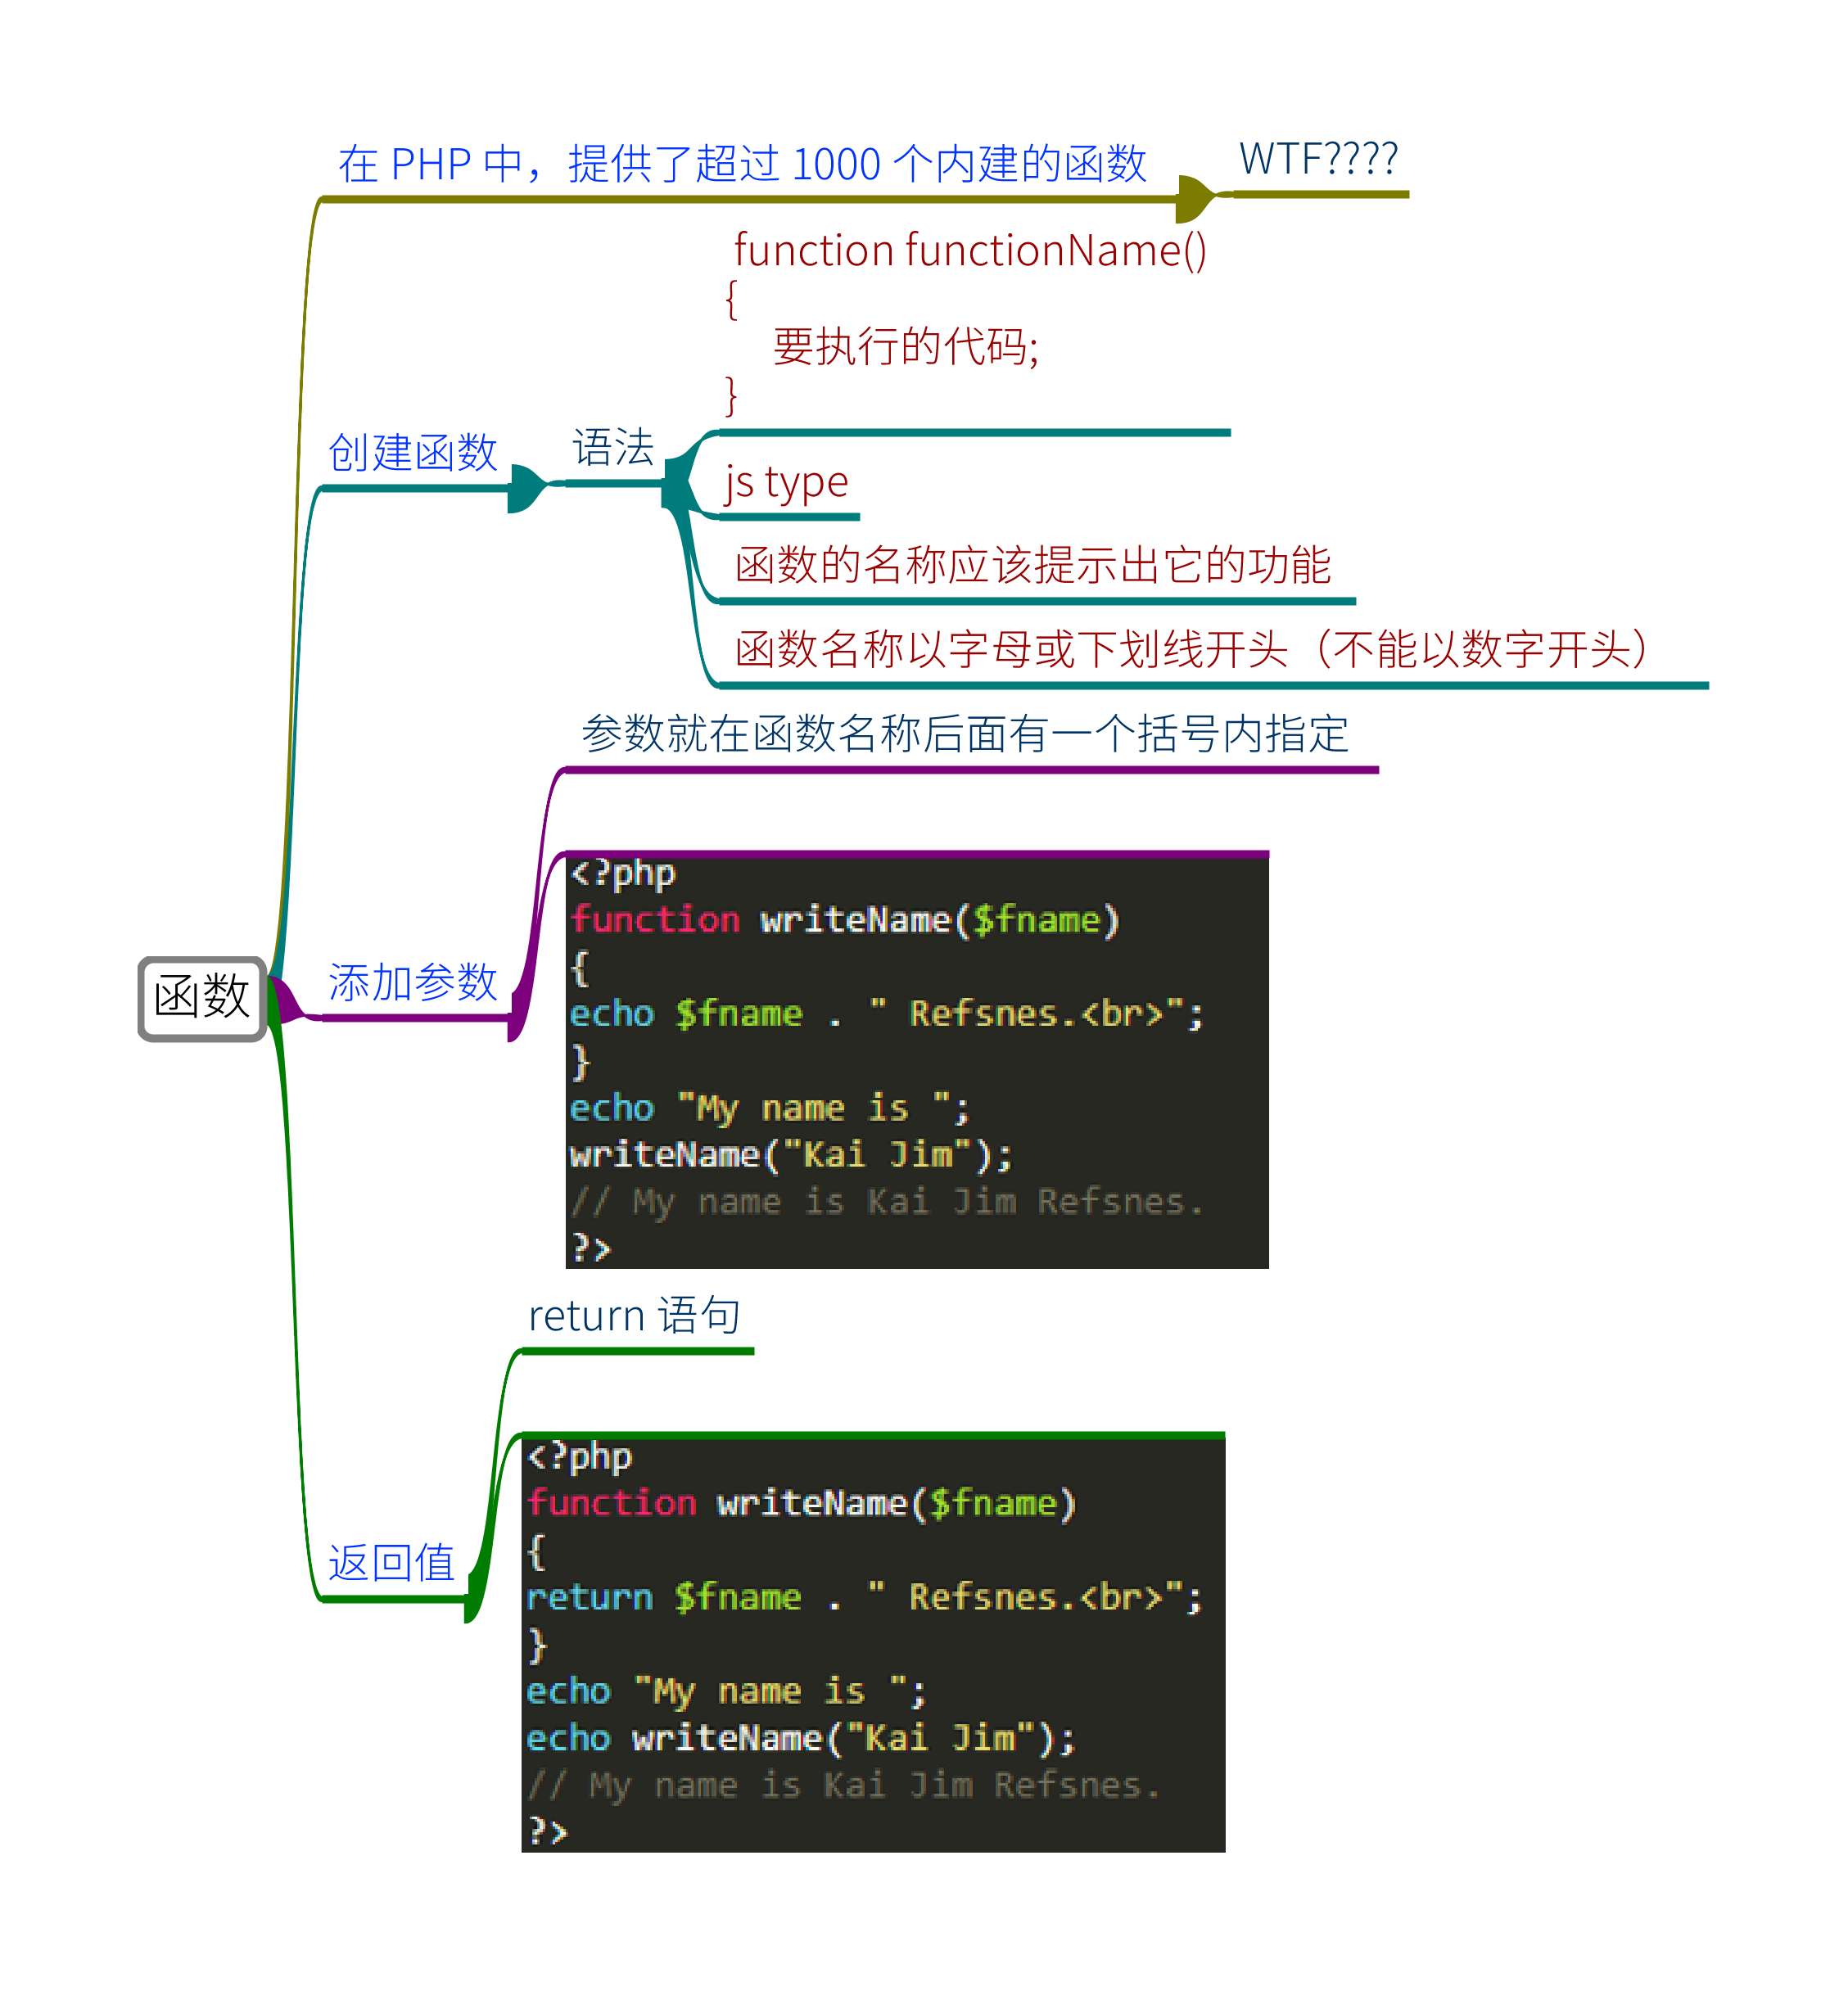 在 PHP 中，提供了超过 1000 个内建的函数
WTF????
function functionName()
{
要执行的代码;
}
创建函数
语法
js type
函数的名称应该提示出它的功能
函数名称以字母或下划线开头（不能以数字开头）
参数就在函数名称后面有一个括号内指定
函数
添加参数
<?php
function writeName($fname)
{
echo $fname . " Refsnes.<br>";
}
echo "My name is ";
writeName("Kai Jim");
// My name is Kai Jim Refsnes.
?>
return 语句
返回值
<?php
function writeName($fname)
{
return $fname . " Refsnes.<br>";
}
echo "My name is ";
echo writeName("Kai Jim");
// My name is Kai Jim Refsnes.
?>